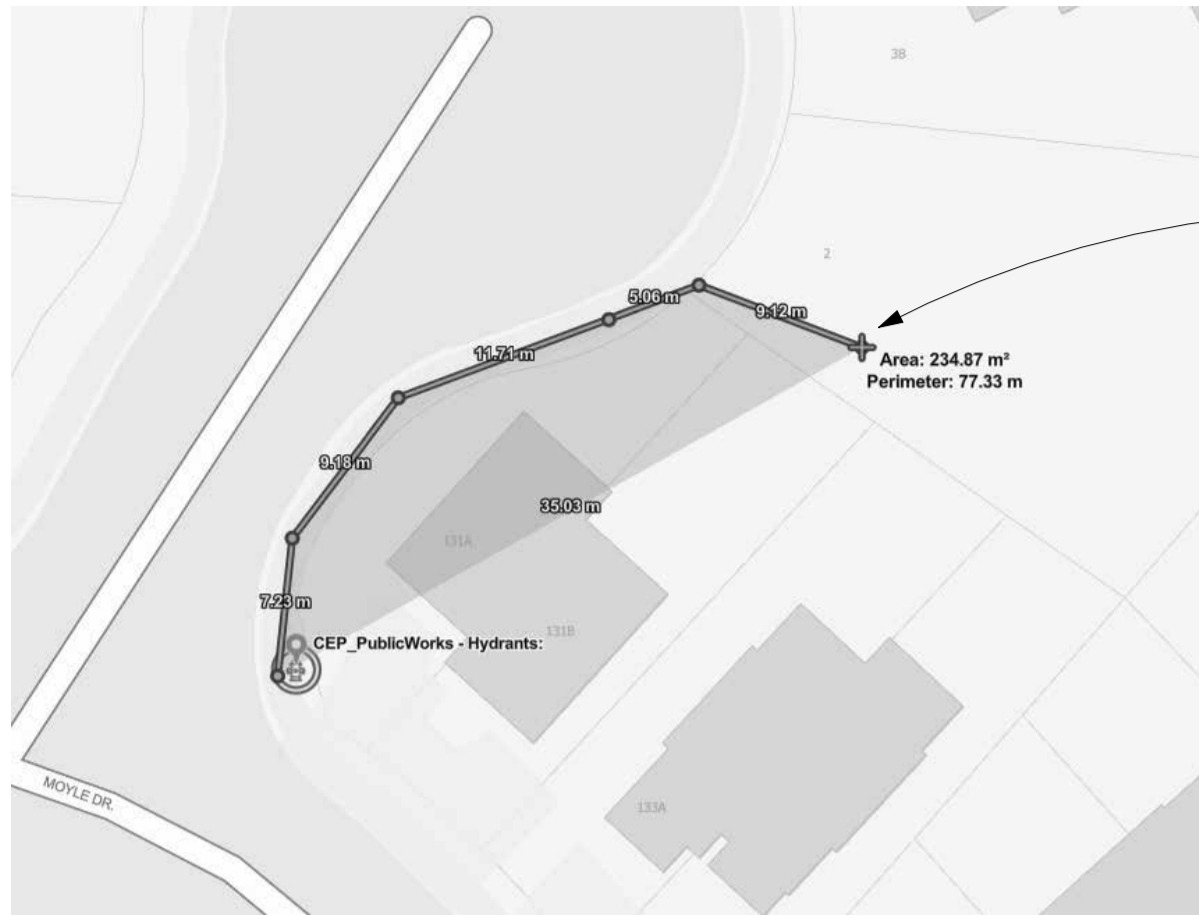 3B
2
5.06 m
9.12 m
11.71 m
Area: 234.87 m²
Perimeter: 77.33 m
9.18 m
35.03 m
131A
7.23 m
131B
CEP_PublicWorks - Hydrants:
MOYLE DR.
133A